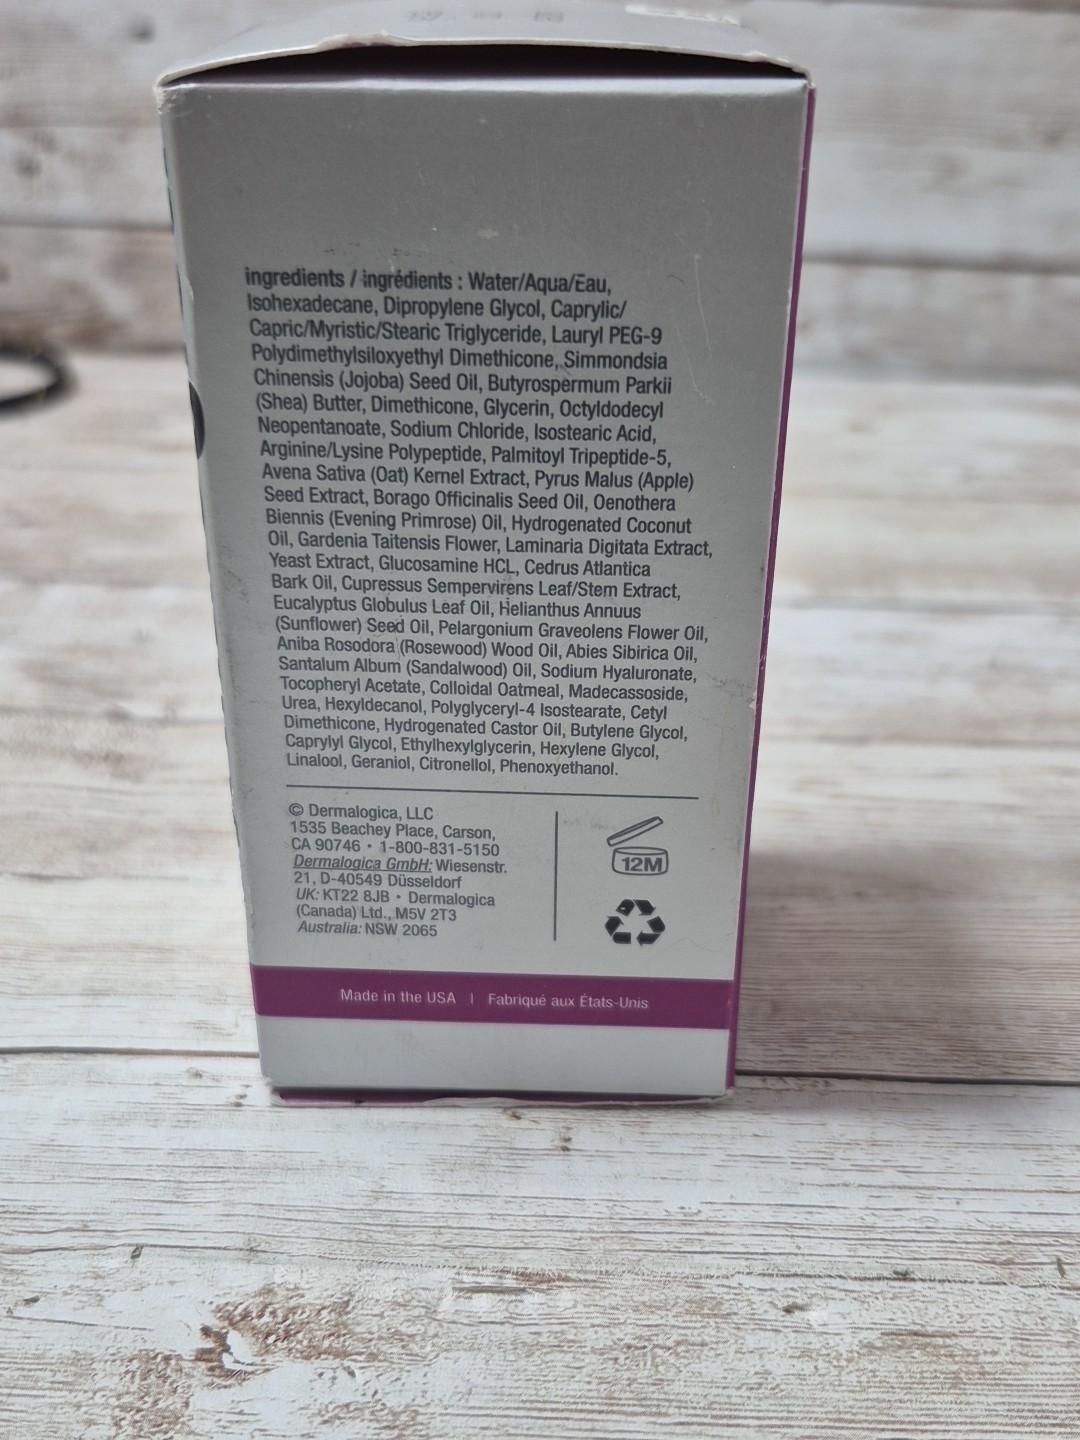 ingredients / ingrédients : Water/Aqua/Eau,
Isohexadecane, Dipropylene Glycol, Caprylic/
Capric/Myristic/Stearic Triglyceride, Lauryl PEG-9
Polydimethylsiloxyethyl Dimethicone, Simmondsia
Chinensis (Jojoba) Seed Oil, Butyrospermum Parkii
(Shea) Butter, Dimethicone, Glycerin, Octyldodecyl
Neopentanoate, Sodium Chloride, Isostearic Acid,
Arginine/Lysine Polypeptide, Palmitoyl Tripeptide-5,
Avena Sativa (Oat) Kernel Extract, Pyrus Malus (Apple)
Seed Extract, Borago Officinalis Seed Oil, Oenothera
Biennis (Evening Primrose) Oil, Hydrogenated Coconut
Oil, Gardenia Taitensis Flower, Laminaria Digitata Extract,
Yeast Extract, Glucosamine HCL, Cedrus Atlantica
Bark Oil, Cupressus Sempervirens Leaf/Stem Extract,
Eucalyptus Globulus Leaf Oil, Helianthus Annuus
(Sunflower) Seed Oil, Pelargonium Graveolens Flower Oil,
Aniba Rosodora (Rosewood) Wood Oil, Abies Sibirica Oil,
Santalum Album (Sandalwood) Oil, Sodium Hyaluronate,
Tocopheryl Acetate, Colloidal Oatmeal, Madecassoside,
Urea, Hexyldecanol, Polyglyceryl-4 Isostearate, Cetyl
Dimethicone, Hydrogenated Castor Oil, Butylene Glycol,
Caprylyl Glycol, Ethylhexylglycerin, Hexylene Glycol,
Linalool, Geraniol, Citronellol, Phenoxyethanol.
© Dermalogica, LLC
1535 Beachey Place, Carson,
CA 90746 • 1-800-831-5150
Dermalogica GmbH: Wiesenstr.
21, D-40549 Düsseldorf
UK: KT22 8JB • Dermalogica
(Canada) Ltd., M5V 2T3
Australia: NSW 2065
12M
Made in the USA | Fabriqué aux États-Unis